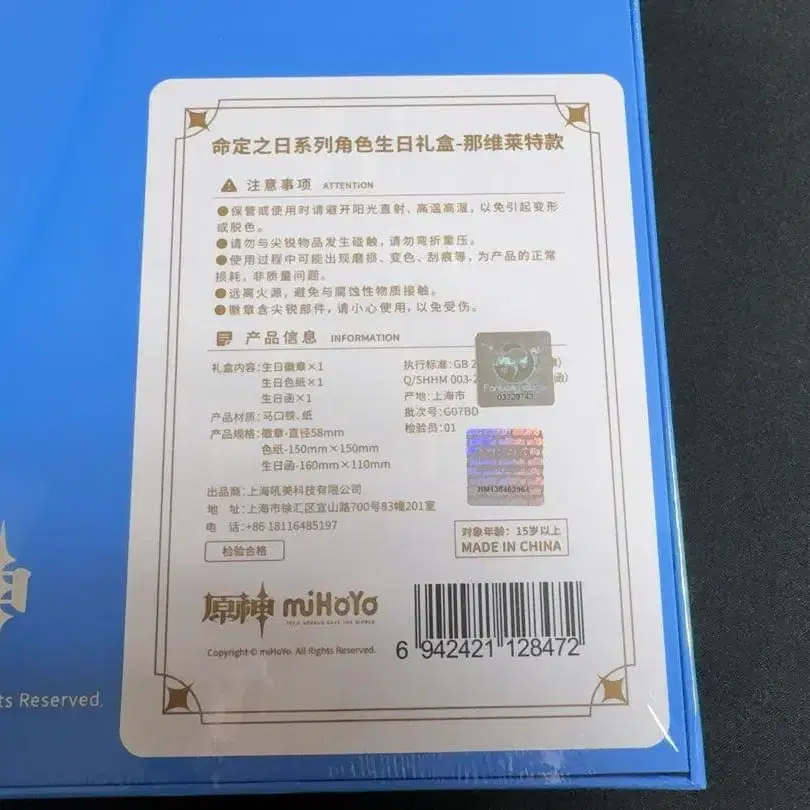 命定之日系列角色生日礼盒-那维莱特款
注意事项 ATTENTION
●保管或使用时请避开阳光直射、高温高湿，以免引起变形
或脱色。
●请勿与尖锐物品发生碰触，请勿弯折重压。
●使用过程中可能出现磨损、变色、刮痕等，为产品的正常
损耗，非质量问题。
●远离火源，避免与腐蚀性物质接触。
●徽章含尖锐部件，请小心使用，以免受伤。
产品信息 INFORMATION
礼盒内容：生日徽章×1
生日色纸×1
生日函×1
产品材质：马口铁、纸
产品规格：徽章-直径58mm
色纸-150mm×150mm
生日函-160mm×110mm
执行标准：GB
Q/SHHM 003-
产地：上海市
批次号：G07BD
检验员：01
出品商：上海吼美科技有限公司
地 址：上海市徐汇区宜山路700号83幢201室
电 话：+86 18116485197
检验合格
对象年龄：15岁以上
MADE IN CHINA
原神 miHoYo
TECH OTAKUS SAVE THE WORLD
Copyright © miHoYo. All Rights Reserved.
6 942421 128472
ts Reserved.